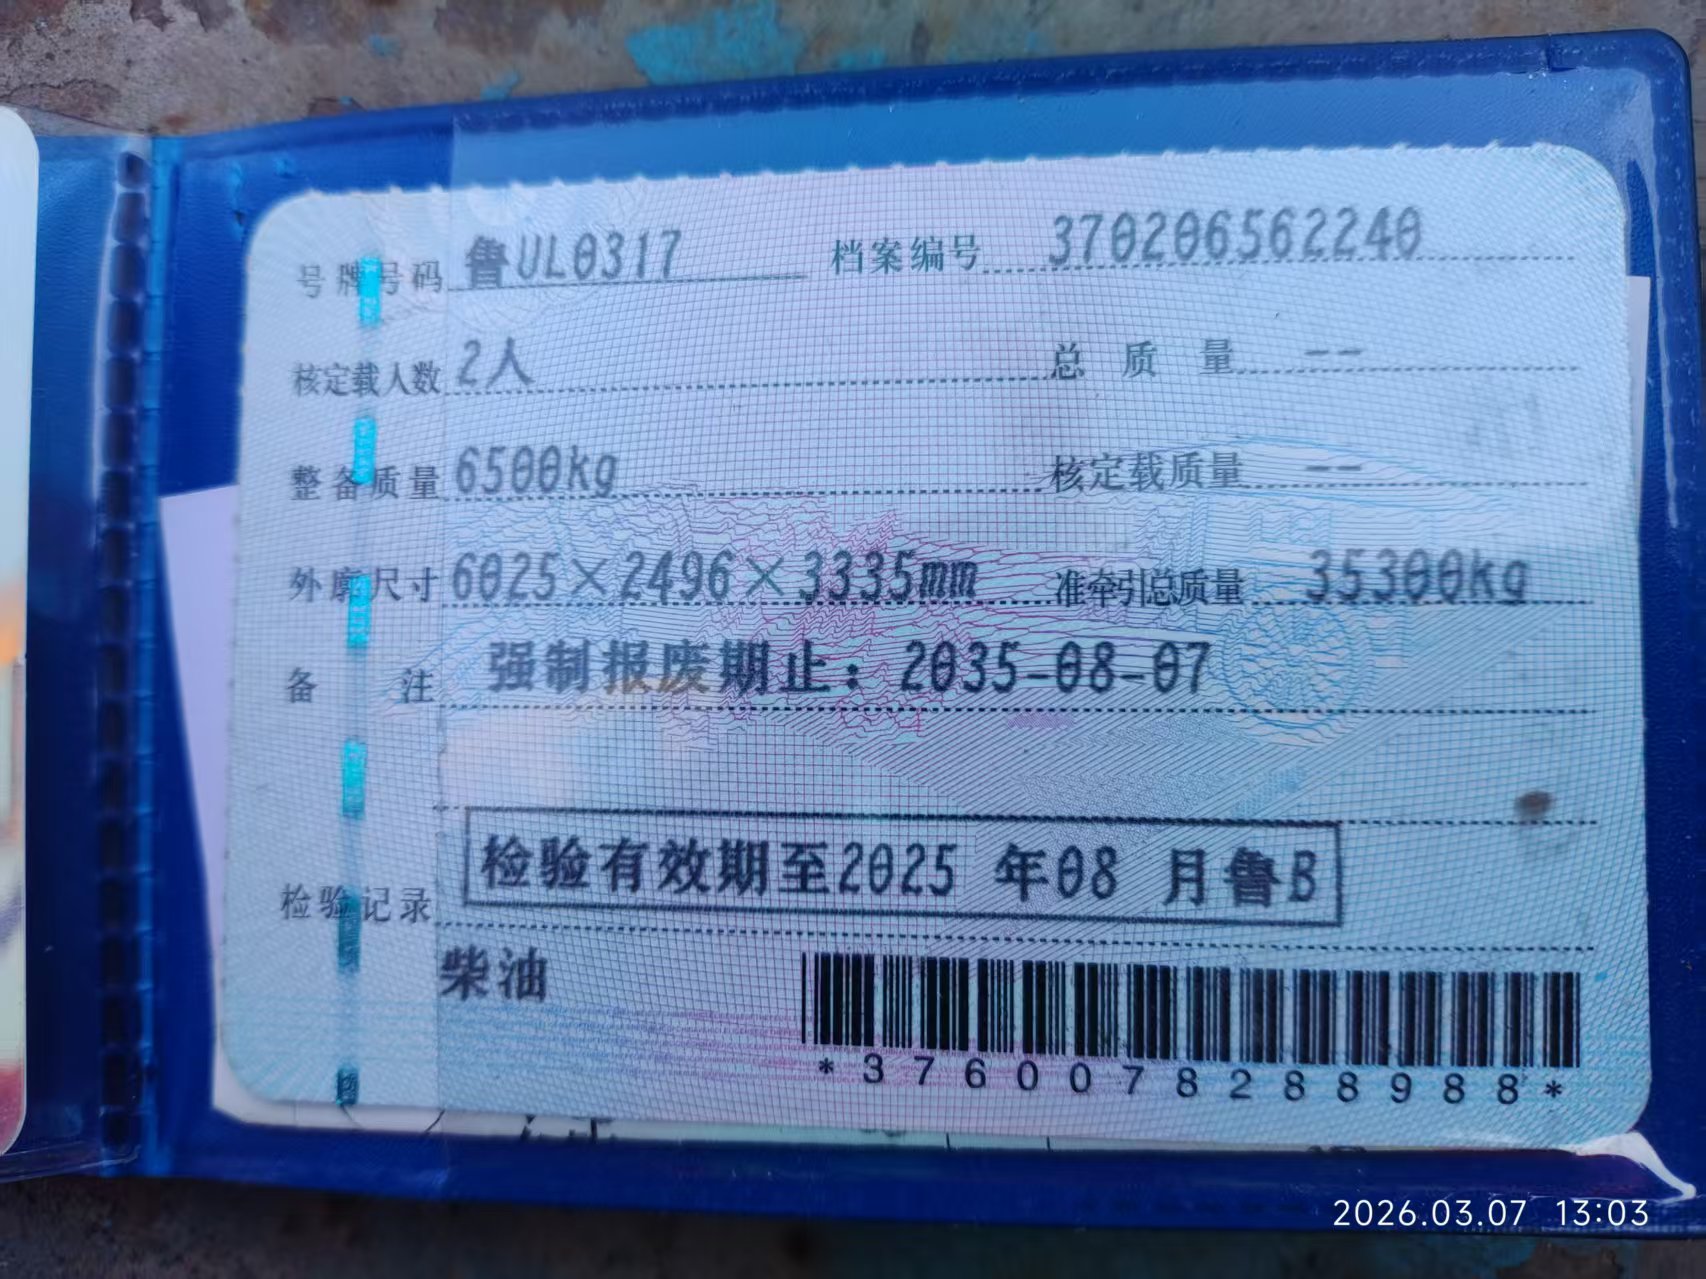 号牌号码 鲁UL0317 档案编号 370206562240
核定载人数 2人 总质量 --
整备质量 6500kg 核定载质量 --
外廓尺寸 6025×2496×3335mm 准牵引总质量 35300kg
备注 强制报废期止：2035-08-07
检验记录 检验有效期至2025 年08 月鲁B
柴油
*3760078288988*
2026.03.07 13:03